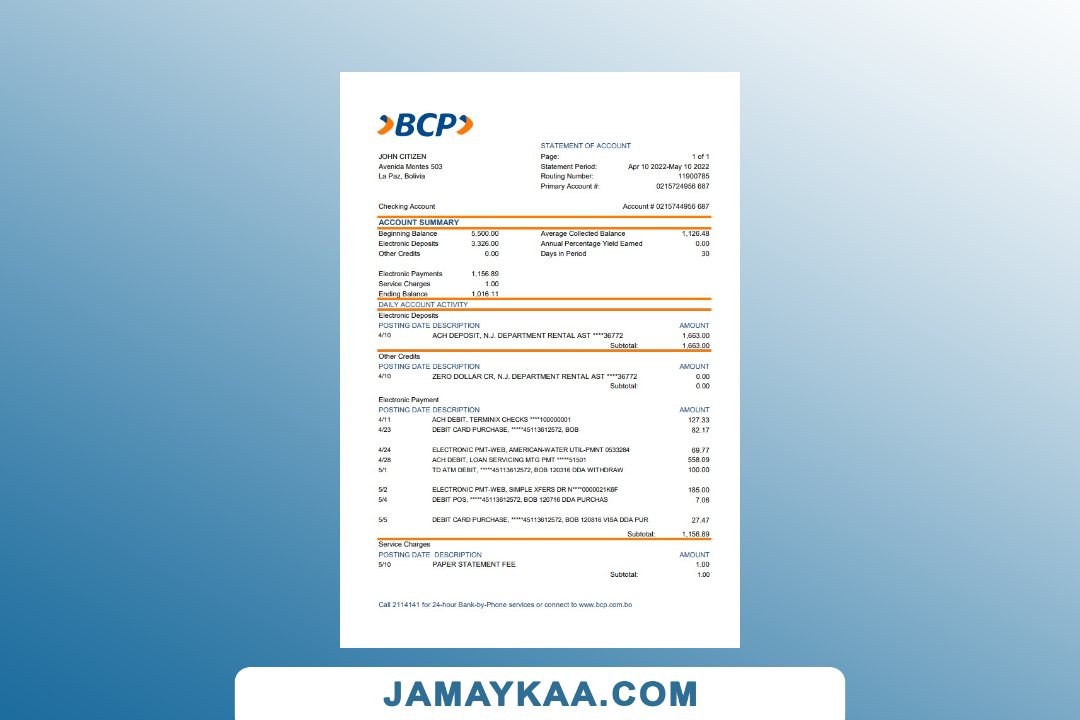 BCP
STATEMENT OF ACCOUNT
JOHN CITIZEN Page: 1 of 1
Avenida Montes 503 Statement Period: Apr 10 2022-May 10 2022
La Paz, Bolivia Routing Number: 11900785
Primary Account #: 0215724956 687
Checking Account Account # 0215744956 687
ACCOUNT SUMMARY
Beginning Balance 5,500.00 Average Collected Balance 1,126.48
Electronic Deposits 3,326.00 Annual Percentage Yield Earned 0.00
Other Credits 0.00 Days in Period 30
Electronic Payments 1,156.89
Service Charges 1.00
Ending Balance 1,016.11
DAILY ACCOUNT ACTIVITY
Electronic Deposits
POSTING DATE DESCRIPTION AMOUNT
4/10 ACH DEPOSIT, N.J. DEPARTMENT RENTAL AST ****36772 1,663.00
Subtotal: 1,663.00
Other Credits
POSTING DATE DESCRIPTION AMOUNT
4/10 ZERO DOLLAR CR, N.J. DEPARTMENT RENTAL AST ****36772 0.00
Subtotal: 0.00
Electronic Payment
POSTING DATE DESCRIPTION AMOUNT
4/11 ACH DEBIT, TERMINIX CHECKS ****100000001 127.33
4/23 DEBIT CARD PURCHASE, *****45113612572, BOB 82.17
4/24 ELECTRONIC PMT-WEB, AMERICAN-WATER UTIL-PMNT 0533284 69.77
4/28 ACH DEBIT, LOAN SERVICING MTG PMT *****51501 558.09
5/1 TD ATM DEBIT, *****45113612572, BOB 120316 DDA WITHDRAW 100.00
5/2 ELECTRONIC PMT-WEB, SIMPLE XFERS DR N****0000021K6F 185.00
5/4 DEBIT POS, *****45113612572, BOB 120716 DDA PURCHAS 7.06
5/5 DEBIT CARD PURCHASE, *****45113612572, BOB 120816 VISA DDA PUR 27.47
Subtotal: 1,156.89
Service Charges
POSTING DATE DESCRIPTION AMOUNT
5/10 PAPER STATEMENT FEE 1.00
Subtotal: 1.00
Call 2114141 for 24-hour Bank-by-Phone services or connect to www.bcp.com.bo
JAMAYKAA.COM